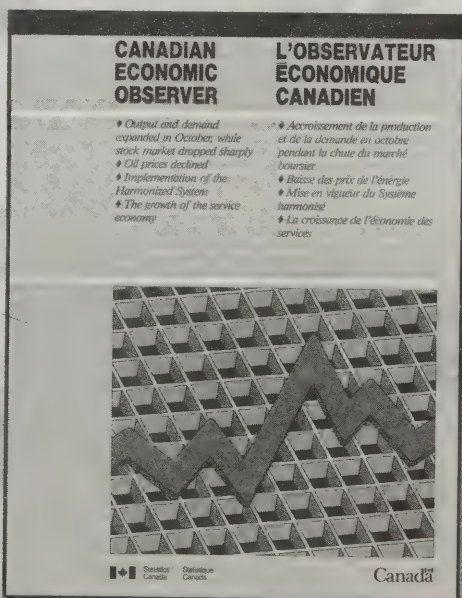 CANADIAN
ECONOMIC
OBSERVER
♦ Output and demand
expanded in October, while
stock market dropped sharply
♦ Oil prices declined
♦ Implementation of the
Harmonized System
♦ The growth of the service
economy
L'OBSERVATEUR
ÉCONOMIQUE
CANADIEN
♦ Accroissement de la production
et de la demande en octobre
pendant la chute du marché
boursier
♦ Baisse des prix de l'énergie
♦ Mise en vigueur du Système
harmonisé
♦ La croissance de l'économie des
services
Statistics
Canada
Statistique
Canada
Canada